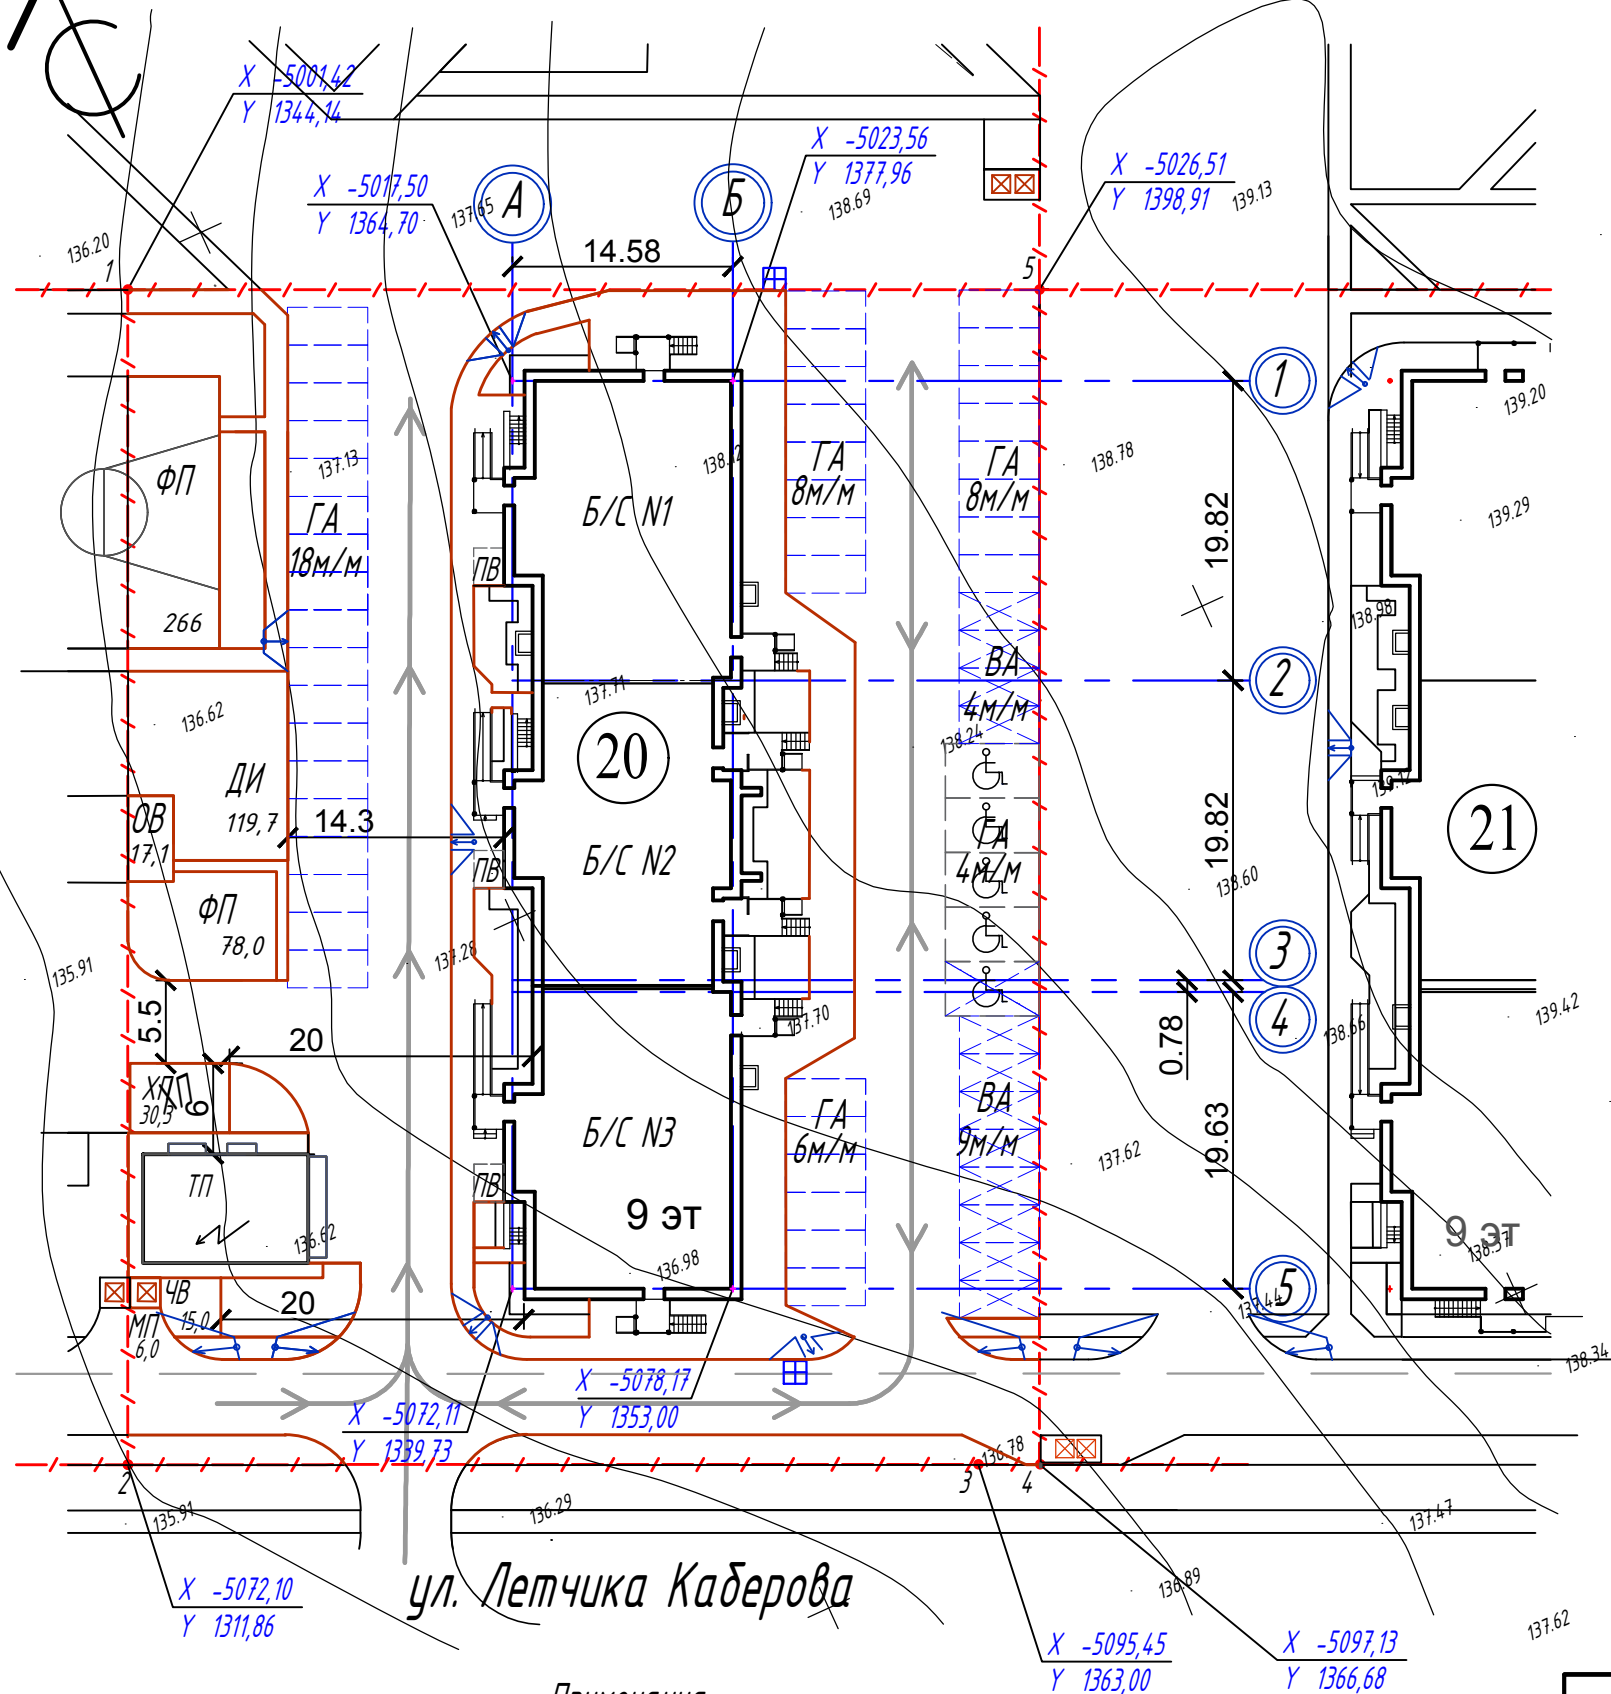 X -5001,42
Y 1344,14
X -5023,56
Y 1377,96
X -5026,51
Y 1398,91
X -5017,50
Y 1364,70
А
Б
137.65
138.69
139.13
136.20
1
14.58
5
1
139.20
137.13
138.78
ФП
ГА
18м/м
Б/С N1
ГА
8м/м
ГА
8м/м
19.82
139.29
ПВ
266
138.98
137.71
ВА
4м/м
2
136.62
138.24
20
ДИ
119,7
ОВ
17,1
14.3
ПВ
Б/С N2
ГА
4м/м
19.82
138.60
21
ФП
78,0
137.28
135.91
3
4
5.5
20
137.70
0.78
138.66
139.42
ХП
30,3
ХП
6
Б/С N3
ГА
6м/м
ВА
9м/м
137.62
19.63
ТП
ПВ
9 эт
9 эт
138.37
136.62
136.98
5
137.44
ЧВ
15,0
МП
6,0
20
138.34
X -5078,17
Y 1353,00
X -5072,11
Y 1339,73
136.78
2
3
4
135.91
136.29
137.47
ул. Летчика Каберова
136.89
X -5072,10
Y 1311,86
X -5095,45
Y 1363,00
X -5097,13
Y 1366,68
137.62